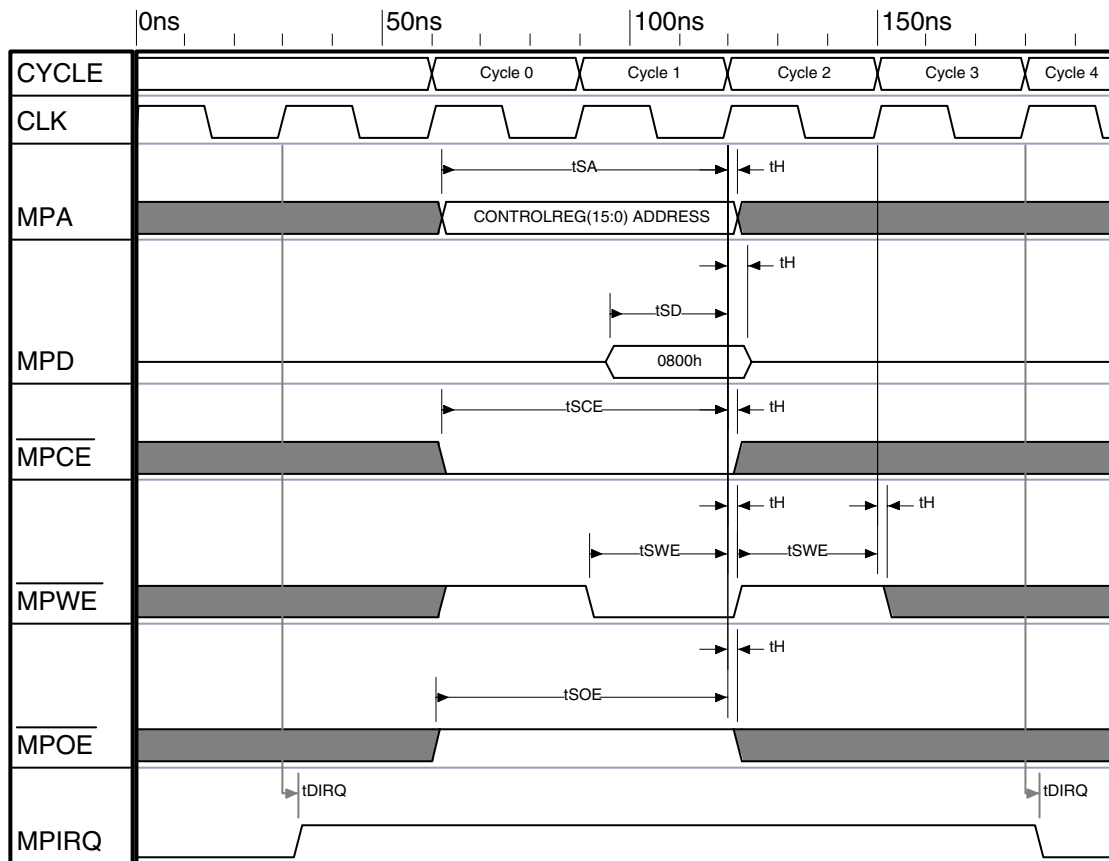 0ns 50ns 100ns 150ns
CYCLE Cycle 0 Cycle 1 Cycle 2 Cycle 3 Cycle 4
CLK
tSA tH
MPA CONTROLREG(15:0) ADDRESS
tH
tSD
MPD 0800h
tSCE tH
MPCE
tH tH
tSWE tSWE
MPWE
tH
tSOE
MPOE
tDIRQ tDIRQ
MPIRQ